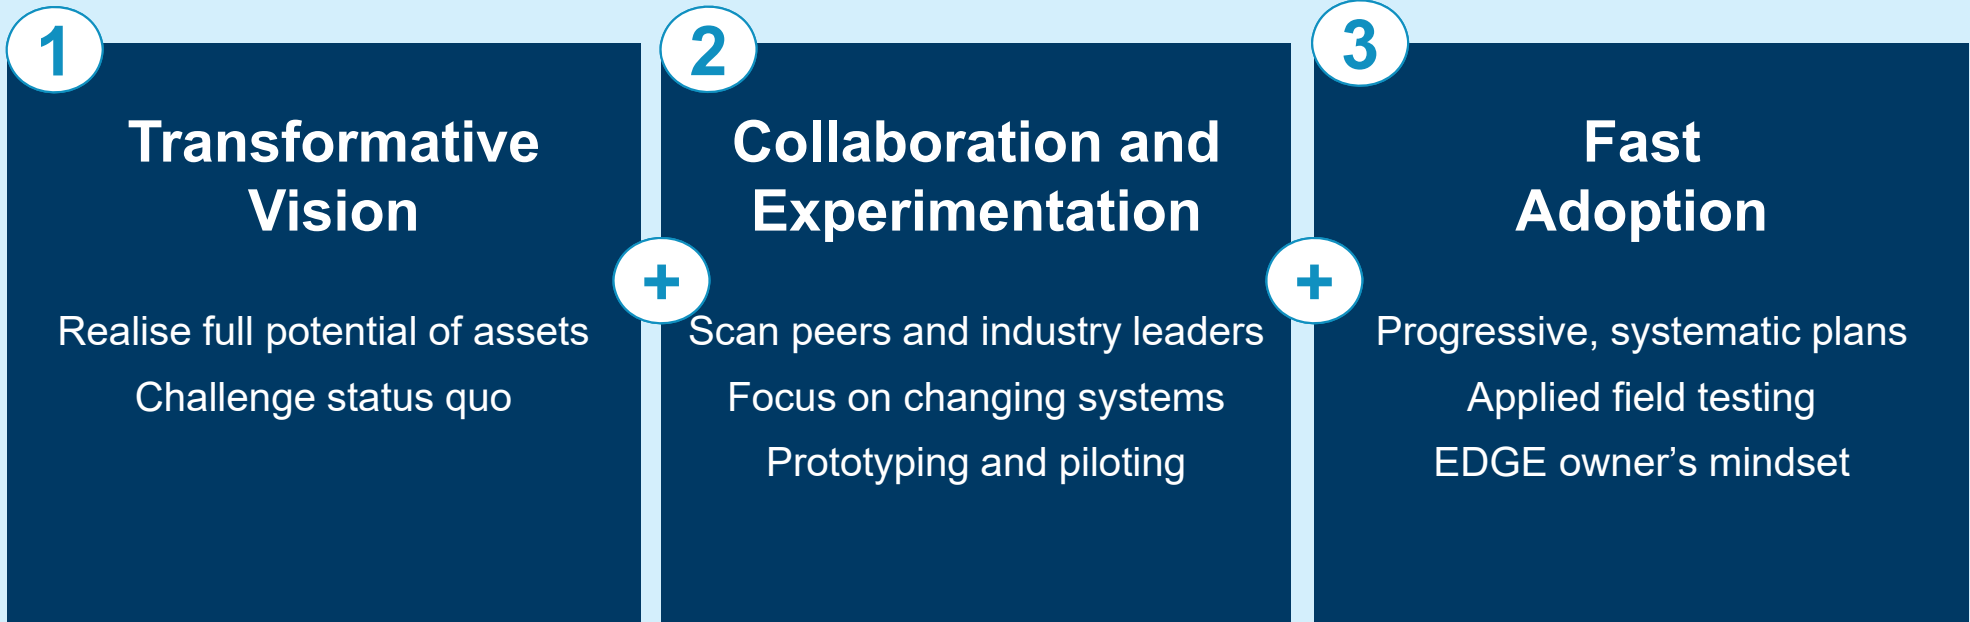 1
Transformative
Vision
Realise full potential of assets
Challenge status quo
+
2
Collaboration and
Experimentation
Scan peers and industry leaders
Focus on changing systems
Prototyping and piloting
+
3
Fast
Adoption
Progressive, systematic plans
Applied field testing
EDGE owner’s mindset